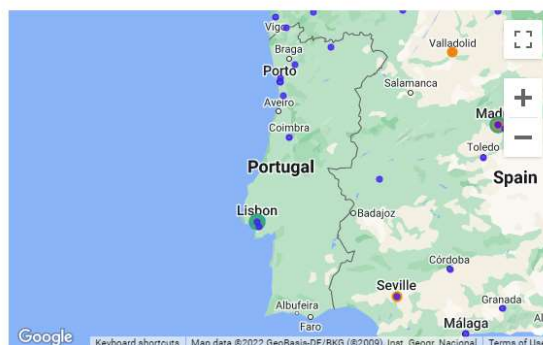 Vigo
Braga
Valladolid
Porto
Salamanca
Aveiro
Mad
Coimbra
Toledo
Portugal
Spain
Lisbon
Badajoz
Córdoba
Seville
Albufeira
Granada
Faro
Málaga
Google
Keyboard shortcuts
Map data ©2022 GeoBasis-DE/BKG (©2009), Inst. Geogr. Nacional
Terms of Use